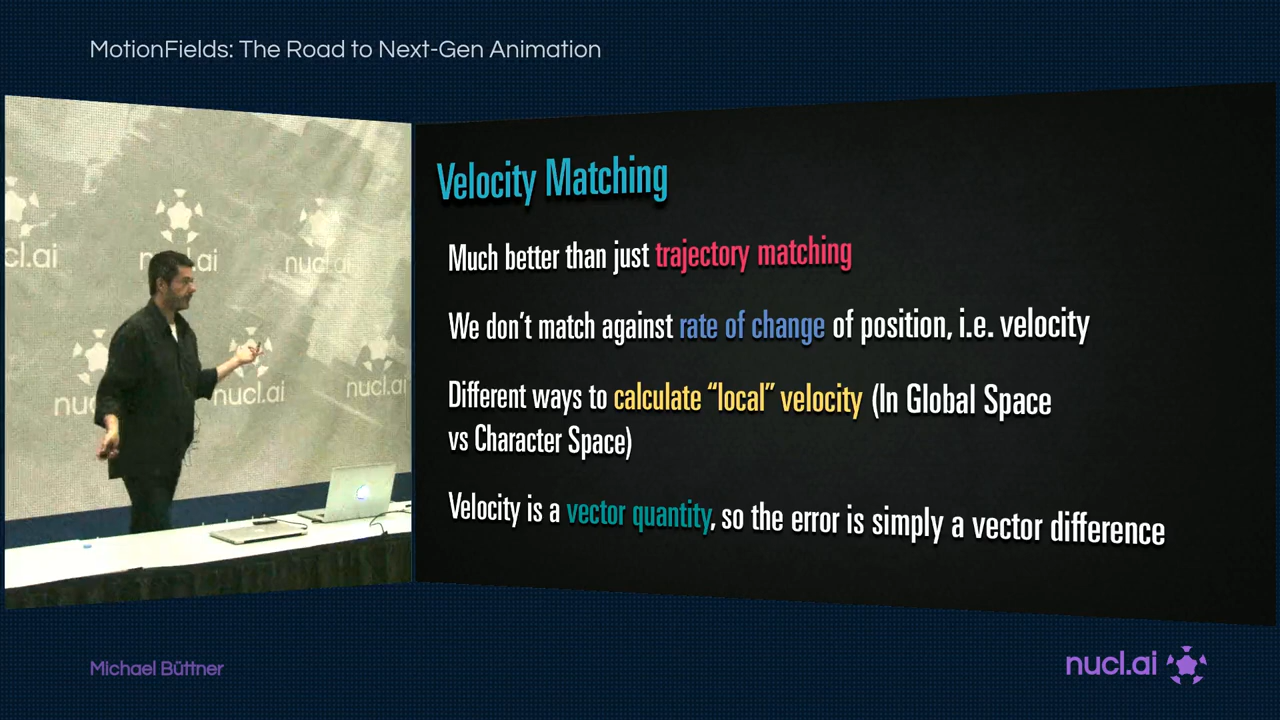 MotionFields: The Road to Next-Gen Animation
cl.ai
nucl.ai
nucl.ai
nucl.ai
nucl.ai
Velocity Matching
Much better than just trajectory matching
We don't match against rate of change of position, i.e. velocity
Different ways to calculate “local” velocity (In Global Space
vs Character Space)
Velocity is a vector quantity, so the error is simply a vector difference
Michael Büttner
nucl.ai